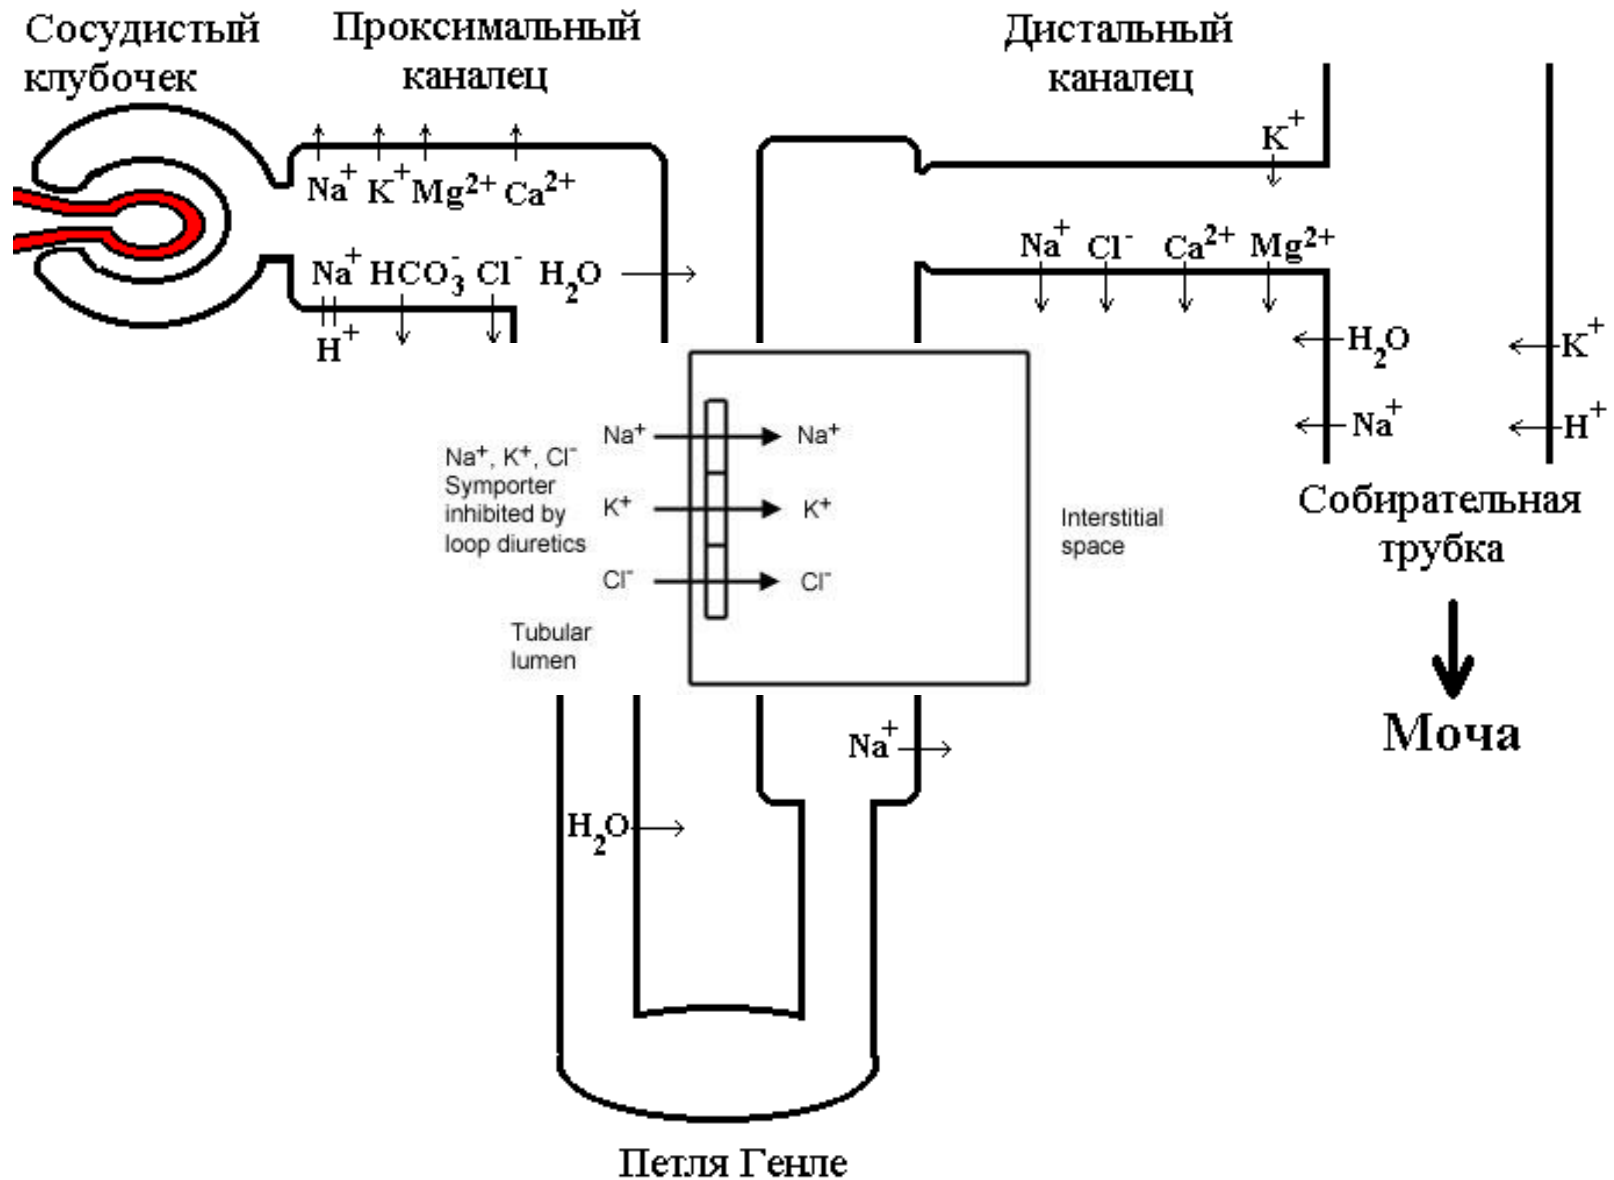 Сосудистый
клубочек
Проксимальный
каналец
Дистальный
каналец
K⁺
Na⁺ K⁺ Mg²⁺ Ca²⁺
Na⁺ Cl⁻ Ca²⁺ Mg²⁺
Na⁺ HCO₃⁻ Cl⁻ H₂O
H⁺
H₂O
K⁺
Na⁺
H⁺
Na⁺, K⁺, Cl⁻
Symporter
inhibited by
loop diuretics
Na⁺ Na⁺
K⁺ K⁺
Cl⁻ Cl⁻
Tubular
lumen
Interstitial
space
Собирательная
трубка
Моча
Na⁺
H₂O
Петля Генле